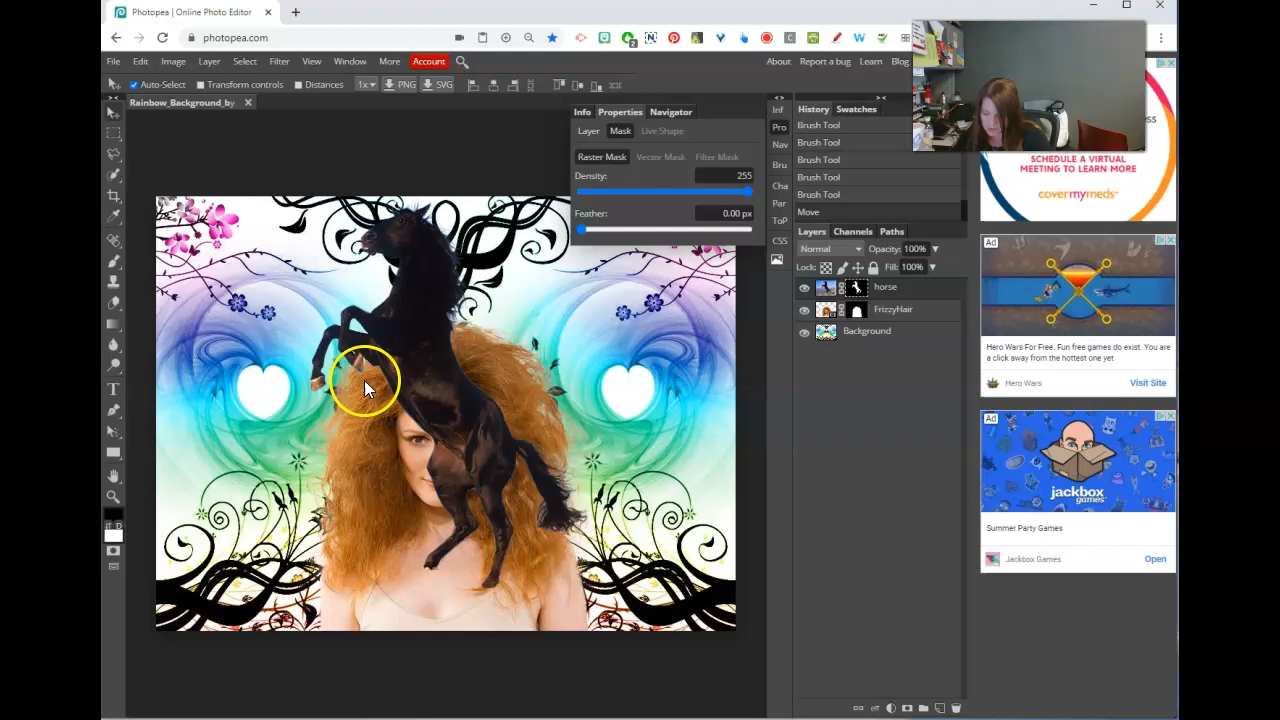 Photopea | Online Photo Editor
photopea.com
File Edit Image Layer Select Filter View Window More Account
About Report a bug Learn Blog
Auto-Select Transform controls Distances 1x PNG SVG
Rainbow_Background_by
Info Properties Navigator
Layer Mask Live Shape
Raster Mask Vector Mask Filter Mask
Density: 255
Feather: 0.00 px
Inf
Pro
Nav
Bru
Cha
Par
ToP
CSS
History Swatches
Brush Tool
Brush Tool
Brush Tool
Brush Tool
Brush Tool
Move
Layers Channels Paths
Normal Opacity: 100%
Lock: Fill: 100%
horse
FrizzyHair
Background
SCHEDULE A VIRTUAL
MEETING TO LEARN MORE
covermymeds
Ad
Hero Wars For Free. Fun free games do exist. You are
a click away from the hottest one yet
Hero Wars Visit Site
Ad
jackbox
games
Summer Party Games
Jackbox Games Open